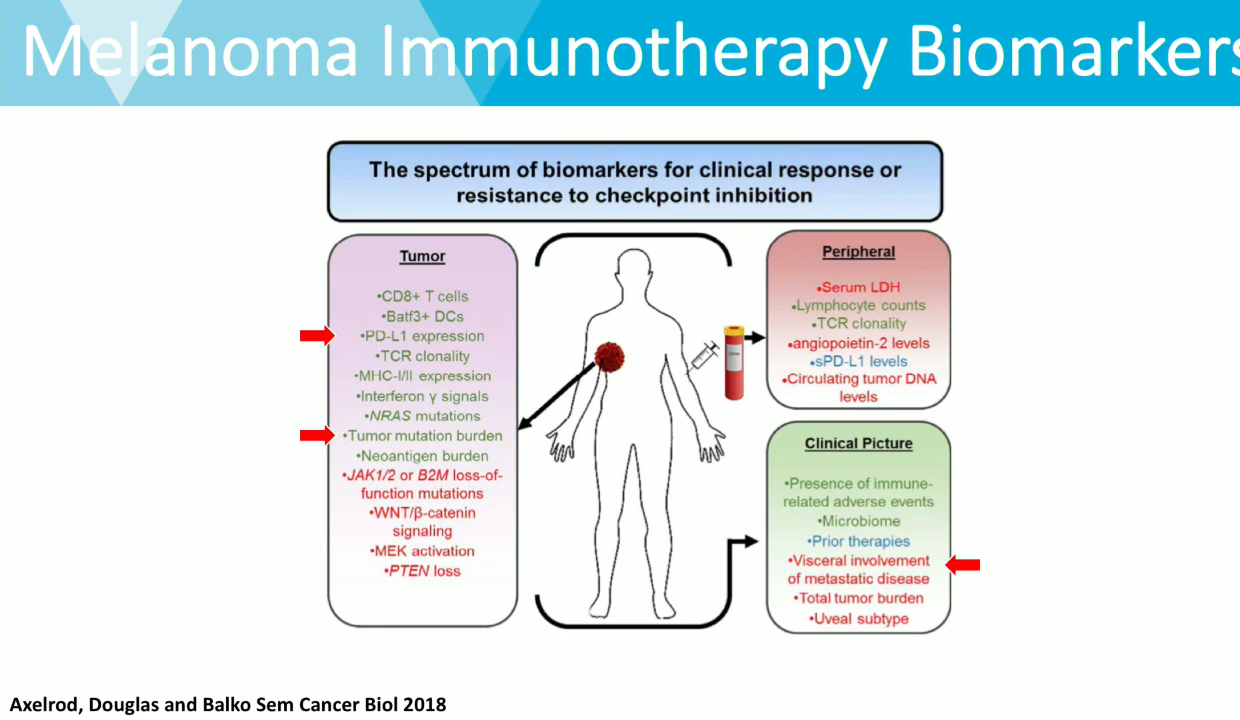 Melanoma Immunotherapy Biomarkers
The spectrum of biomarkers for clinical response or
resistance to checkpoint inhibition
Tumor
•CD8+ T cells
•Batf3+ DCs
•PD-L1 expression
•TCR clonality
•MHC-I/II expression
•Interferon γ signals
•NRAS mutations
•Tumor mutation burden
•Neoantigen burden
•JAK1/2 or B2M loss-of-
function mutations
•WNT/β-catenin
signaling
•MEK activation
•PTEN loss
Peripheral
•Serum LDH
•Lymphocyte counts
•TCR clonality
•angiopoietin-2 levels
•sPD-L1 levels
•Circulating tumor DNA
levels
Clinical Picture
•Presence of immune-
related adverse events
•Microbiome
•Prior therapies
•Visceral involvement
of metastatic disease
•Total tumor burden
•Uveal subtype
Axelrod, Douglas and Balko Sem Cancer Biol 2018